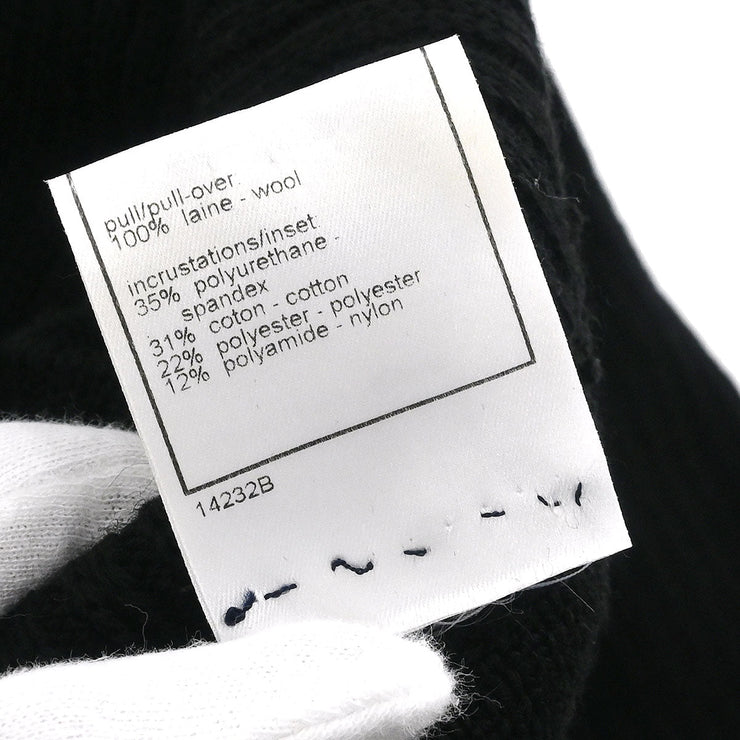 pull/pull-over
100% laine - wool
incrustations/inset
35% polyurethane -
spandex
31% coton - cotton
22% polyester - polyester
12% polyamide - nylon
14232B